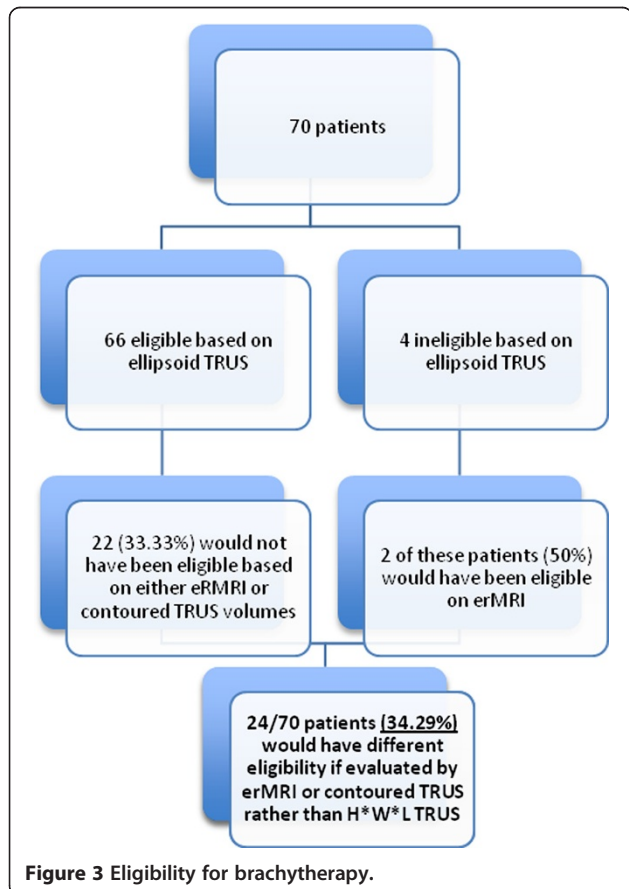 70 patients
66 eligible based on
ellipsoid TRUS
4 ineligible based on
ellipsoid TRUS
22 (33.33%) would not
have been eligible based
on either eRMRI or
contoured TRUS volumes
2 of these patients (50%)
would have been eligible
on erMRI
24/70 patients (34.29%)
would have different
eligibility if evaluated by
erMRI or contoured TRUS
rather than H*W*L TRUS
Figure 3 Eligibility for brachytherapy.